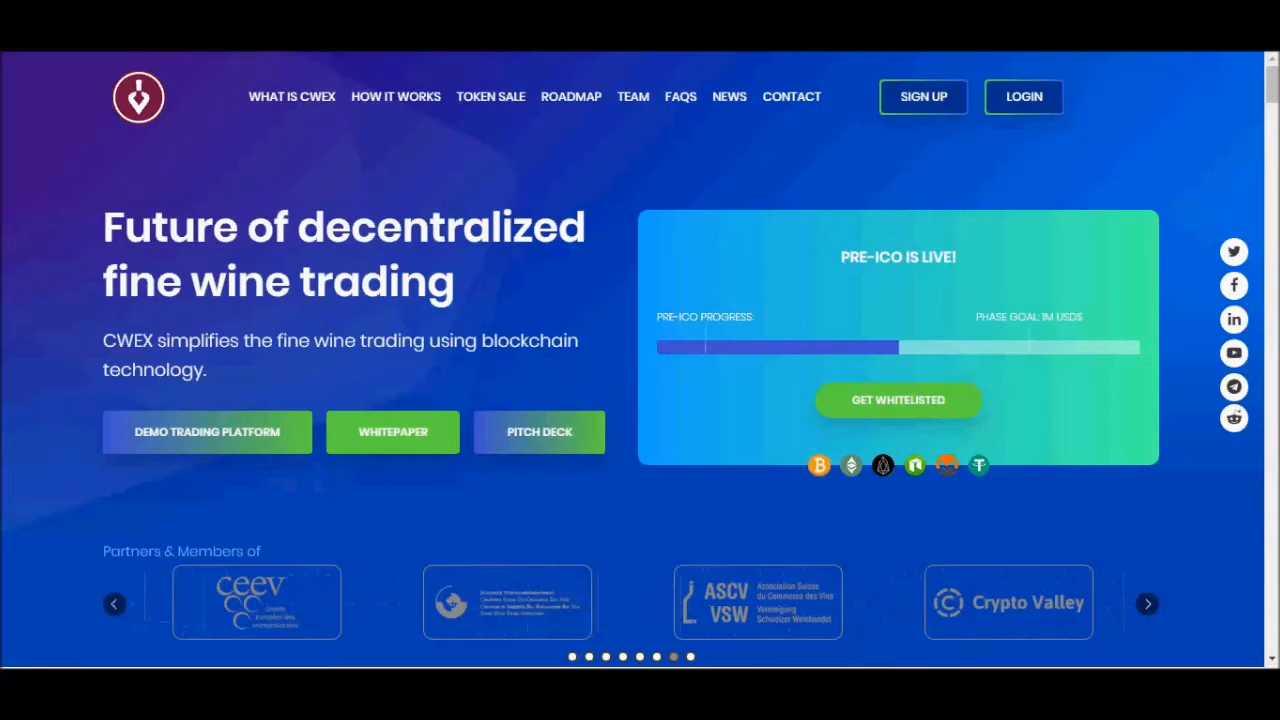 WHAT IS CWEX
HOW IT WORKS
TOKEN SALE
ROADMAP
TEAM
FAQS
NEWS
CONTACT
SIGN UP
LOGIN
Future of decentralized
fine wine trading
CWEX simplifies the fine wine trading using blockchain
technology.
DEMO TRADING PLATFORM
WHITEPAPER
PITCH DECK
PRE-ICO IS LIVE!
PRE-ICO PROGRESS:
PHASE GOAL: 1M USDS
GET WHITELISTED
Partners & Members of
ceev
ASCV
VSW
Association Suisse
du Commerce des Vins
Vereinigung
Schweizer Weinhandel
Crypto Valley